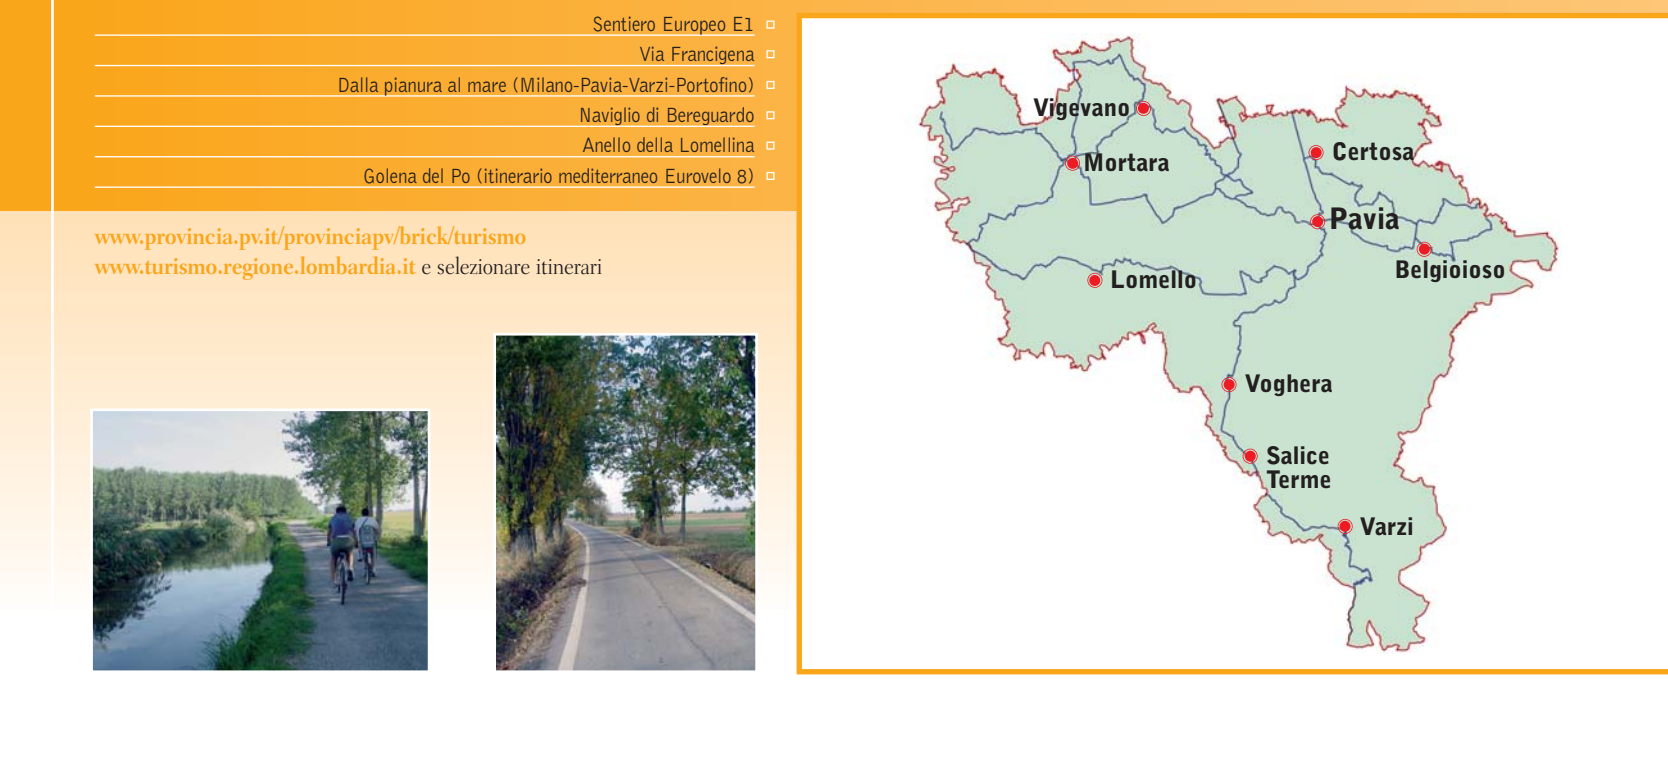 Sentiero Europeo E1
Via Francigena
Dalla pianura al mare (Milano-Pavia-Varzi-Portofino)
Naviglio di Bereguardo
Anello della Lomellina
Golena del Po (itinerario mediterraneo Eurovelo 8)
www.provincia.pv.it/provinciapv/brick/turismo
www.turismo.regione.lombardia.it e selezionare itinerari
Vigevano
Certosa
Mortara
Pavia
Belgioioso
Lomello
Voghera
Salice
Terme
Varzi